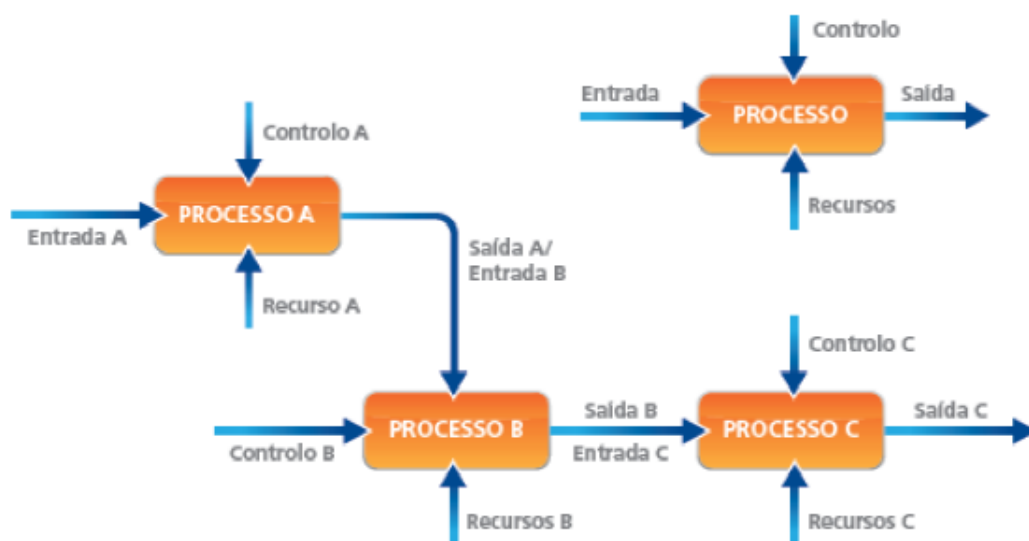 Controlo
Entrada
PROCESSO
Saída
Recursos
Controlo A
PROCESSO A
Entrada A
Recurso A
Saída A/
Entrada B
Controlo B
PROCESSO B
Recursos B
Saída B
Entrada C
Controlo C
PROCESSO C
Saída C
Recursos C